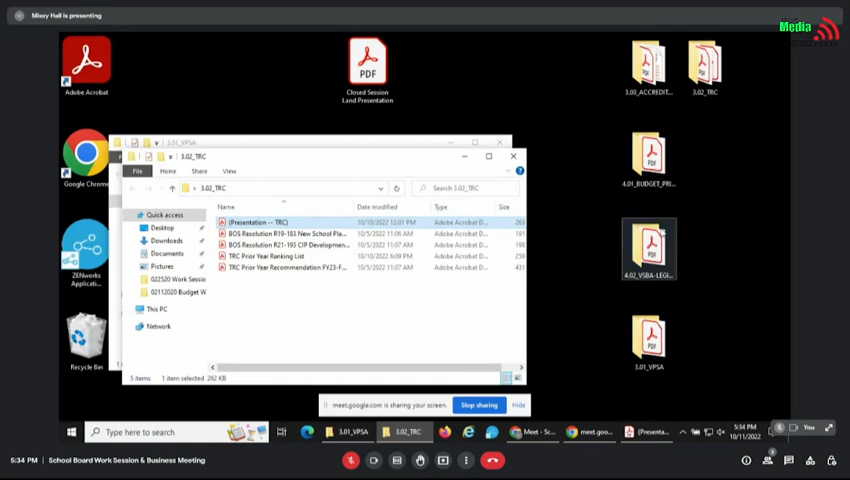 Missy Hall is presenting
Media
Adobe Acrobat
PDF
Closed Session
Land Presentation
3.03_ACCREDIT...
3.02_TRC
Google Chrome
3.01_VPSA
3.02_TRC
File
Home
Share
View
3.02_TRC
Search 3.02_TRC
Quick access
Desktop
Downloads
Documents
Pictures
022520 Work Sessio
02112020 Budget W
This PC
Network
Name
Date modified
Type
Size
(Presentation -- TRC)
10/10/2022 12:01 PM
Adobe Acrobat D...
263
BOS Resolution R19-183 New School Pla...
10/5/2022 11:06 AM
Adobe Acrobat D...
191
BOS Resolution R21-193 CIP Developmen...
10/5/2022 11:07 AM
Adobe Acrobat D...
198
TRC Prior Year Ranking List
10/10/2022 6:09 PM
Adobe Acrobat D...
259
TRC Prior Year Recommendation FY23-F...
10/5/2022 11:07 AM
Adobe Acrobat D...
431
5 items
1 item selected 262 KB
PDF
4.01_BUDGET_PRI...
PDF
4.02_VSBA-LEGI...
PDF
3.01_VPSA
ZENworks
Applicati...
Recycle Bin
meet.google.com is sharing your screen.
Stop sharing
Hide
Type here to search
3.01_VPSA
3.02_TRC
Meet - Sc...
meet.goo...
(Presenta...
5:34 PM
10/11/2022
You
5:34 PM | School Board Work Session & Business Meeting